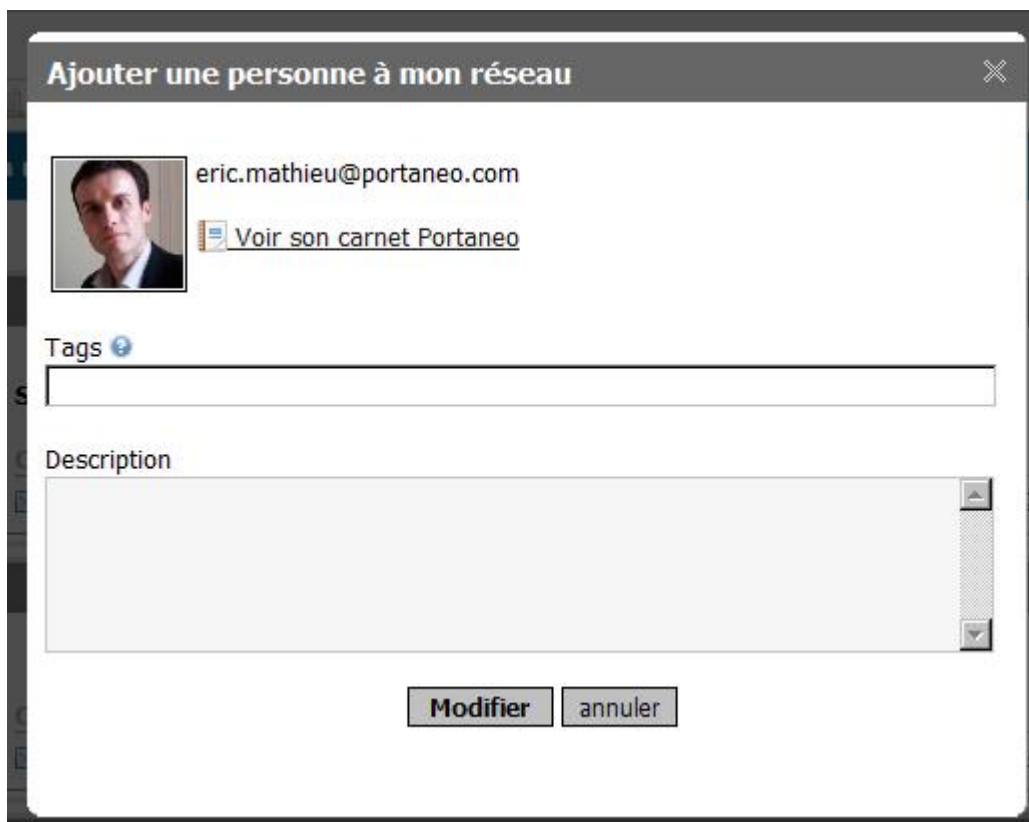 Ajouter une personne à mon réseau
eric.mathieu@portaneo.com
Voir son carnet Portaneo
Tags
Description
Modifier
annuler